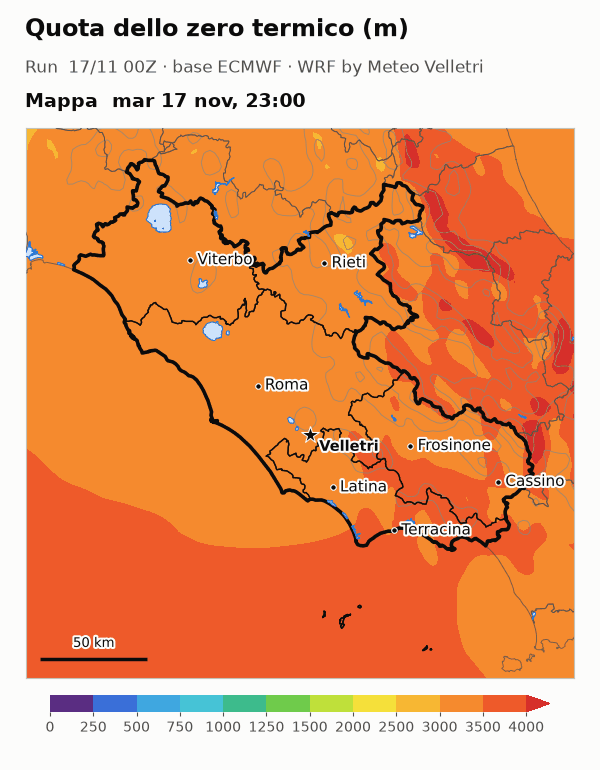 Quota dello zero termico (m)
Run  17/11 00Z · base ECMWF · WRF by Meteo Velletri
Mappa  mar 17 nov, 23:00
Viterbo
Rieti
Roma
Velletri
Frosinone
Latina
Cassino
Terracina
50 km
0 250 500 750 1000 1250 1500 2000 2500 3000 3500 4000